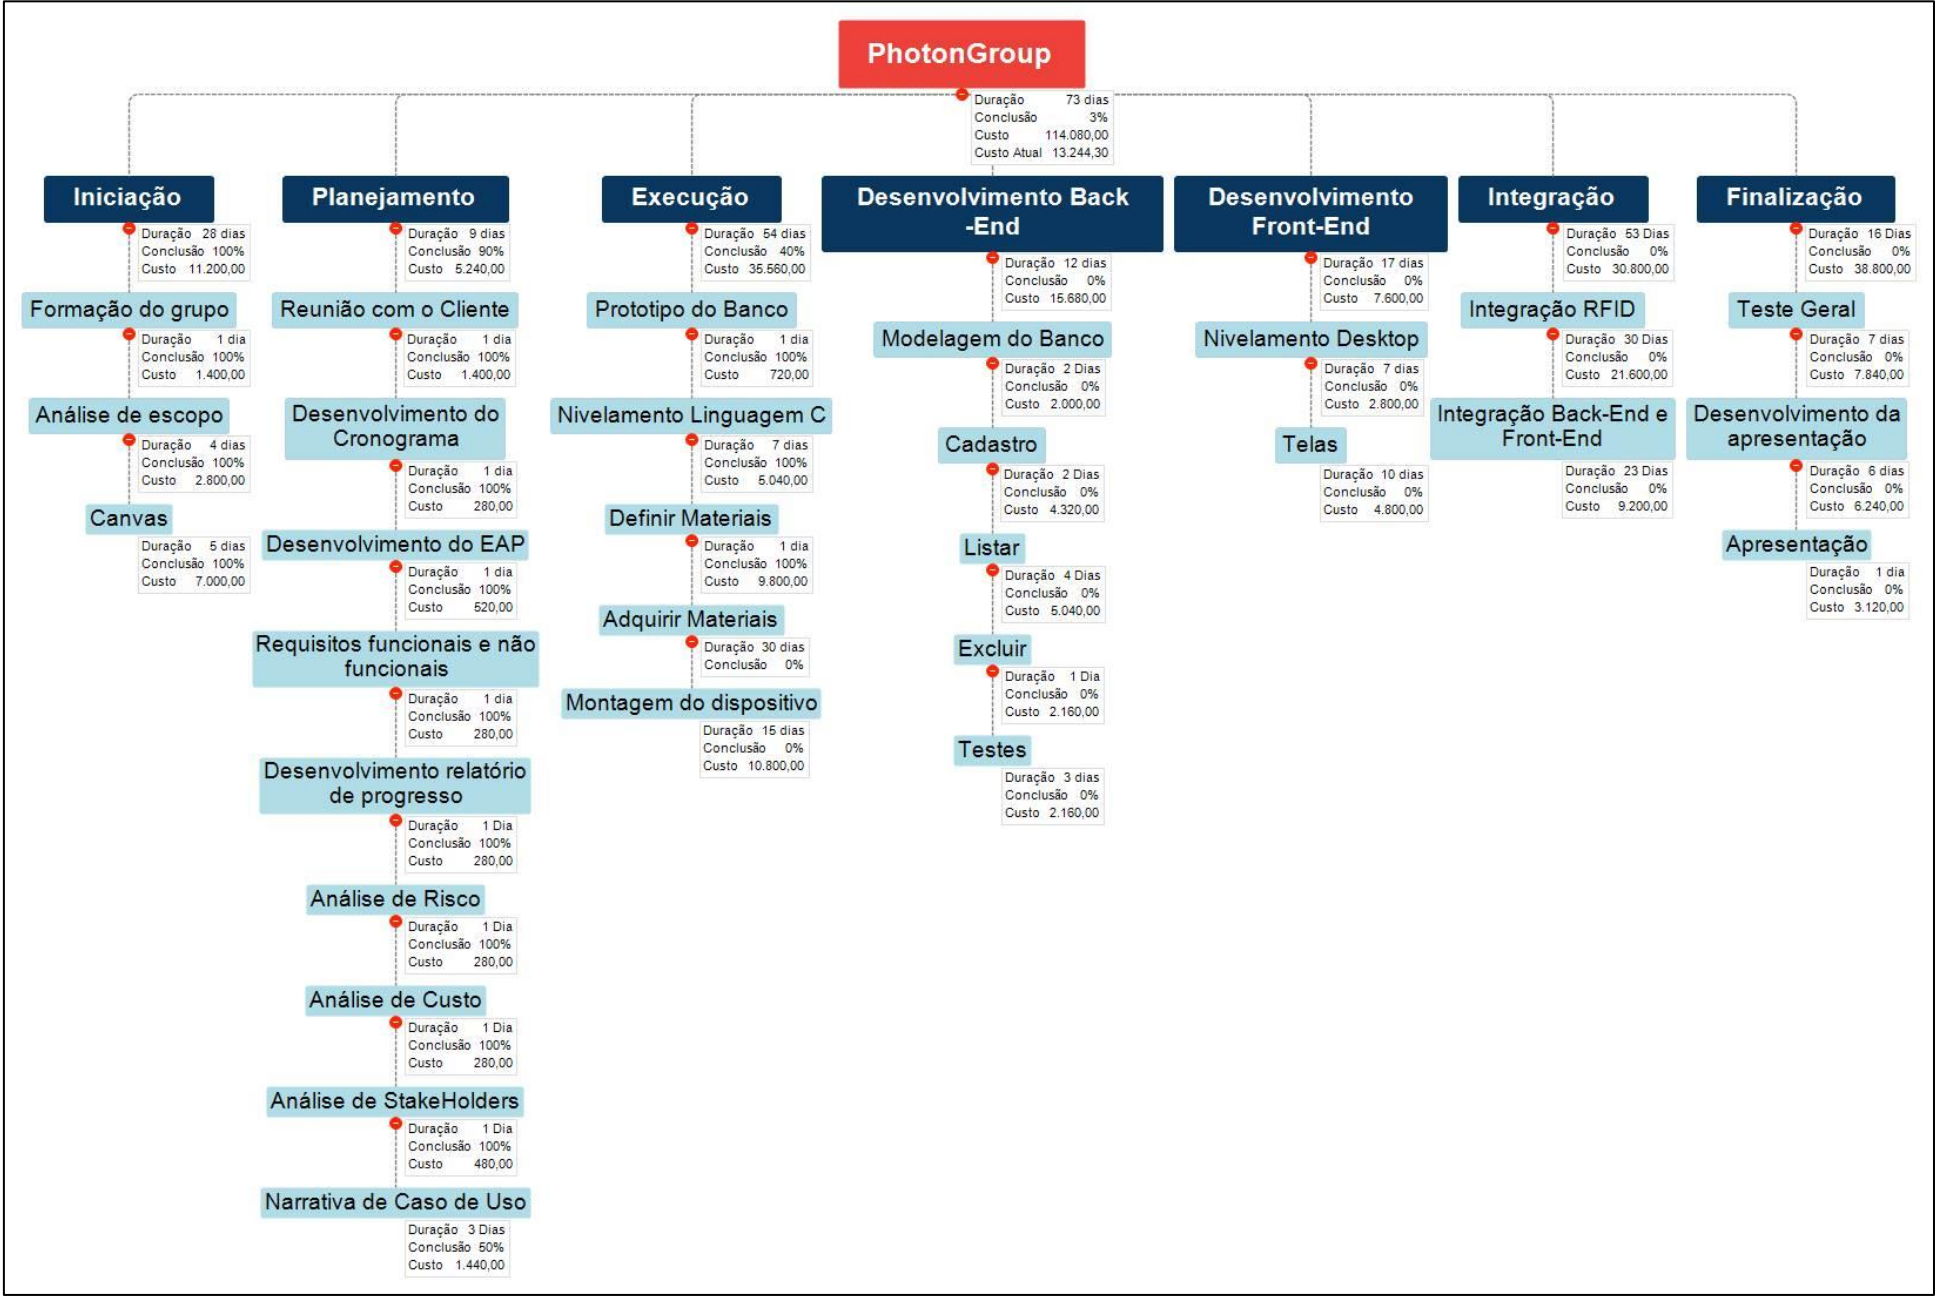 PhotonGroup
Duração 73 dias
Conclusão 3%
Custo 114.080,00
Custo Atual 13.244,30
Iniciação
Duração 28 dias
Conclusão 100%
Custo 11.200,00
Formação do grupo
Duração 1 dia
Conclusão 100%
Custo 1.400,00
Análise de escopo
Duração 4 dias
Conclusão 100%
Custo 2.800,00
Canvas
Duração 5 dias
Conclusão 100%
Custo 7.000,00
Planejamento
Duração 9 dias
Conclusão 90%
Custo 5.240,00
Reunião com o Cliente
Duração 1 dia
Conclusão 100%
Custo 1.400,00
Desenvolvimento do
Cronograma
Duração 1 dia
Conclusão 100%
Custo 280,00
Desenvolvimento do EAP
Duração 1 dia
Conclusão 100%
Custo 520,00
Requisitos funcionais e não
funcionais
Duração 1 dia
Conclusão 100%
Custo 280,00
Desenvolvimento relatório
de progresso
Duração 1 Dia
Conclusão 100%
Custo 280,00
Análise de Risco
Duração 1 Dia
Conclusão 100%
Custo 280,00
Análise de Custo
Duração 1 Dia
Conclusão 100%
Custo 280,00
Análise de StakeHolders
Duração 1 Dia
Conclusão 100%
Custo 480,00
Narrativa de Caso de Uso
Duração 3 Dias
Conclusão 50%
Custo 1.440,00
Execução
Duração 54 dias
Conclusão 40%
Custo 35.560,00
Prototipo do Banco
Duração 1 dia
Conclusão 100%
Custo 720,00
Nivelamento Linguagem C
Duração 7 dias
Conclusão 100%
Custo 5.040,00
Definir Materiais
Duração 1 dia
Conclusão 100%
Custo 9.800,00
Adquirir Materiais
Duração 30 dias
Conclusão 0%
Montagem do dispositivo
Duração 15 dias
Conclusão 0%
Custo 10.800,00
Desenvolvimento Back
-End
Duração 12 dias
Conclusão 0%
Custo 15.680,00
Modelagem do Banco
Duração 2 Dias
Conclusão 0%
Custo 2.000,00
Cadastro
Duração 2 Dias
Conclusão 0%
Custo 4.320,00
Listar
Duração 4 Dias
Conclusão 0%
Custo 5.040,00
Excluir
Duração 1 Dia
Conclusão 0%
Custo 2.160,00
Testes
Duração 3 dias
Conclusão 0%
Custo 2.160,00
Desenvolvimento
Front-End
Duração 17 dias
Conclusão 0%
Custo 7.600,00
Nivelamento Desktop
Duração 7 dias
Conclusão 0%
Custo 2.800,00
Telas
Duração 10 dias
Conclusão 0%
Custo 4.800,00
Integração
Duração 53 Dias
Conclusão 0%
Custo 30.800,00
Integração RFID
Duração 30 Dias
Conclusão 0%
Custo 21.600,00
Integração Back-End e
Front-End
Duração 23 Dias
Conclusão 0%
Custo 9.200,00
Finalização
Duração 16 Dias
Conclusão 0%
Custo 38.800,00
Teste Geral
Duração 7 dias
Conclusão 0%
Custo 7.840,00
Desenvolvimento da
apresentação
Duração 6 dias
Conclusão 0%
Custo 6.240,00
Apresentação
Duração 1 dia
Conclusão 0%
Custo 3.120,00